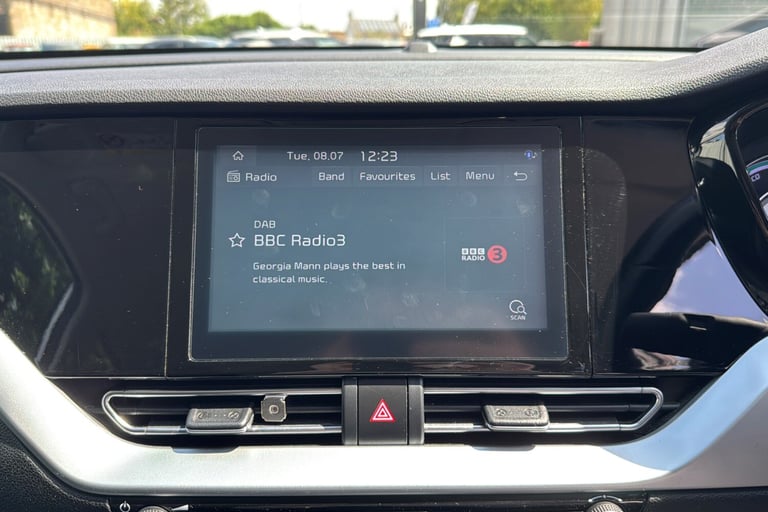 Tue, 08.07 12:23
Radio Band Favourites List Menu
DAB
BBC Radio3
BBC
RADIO 3
Georgia Mann plays the best in
classical music.
SCAN